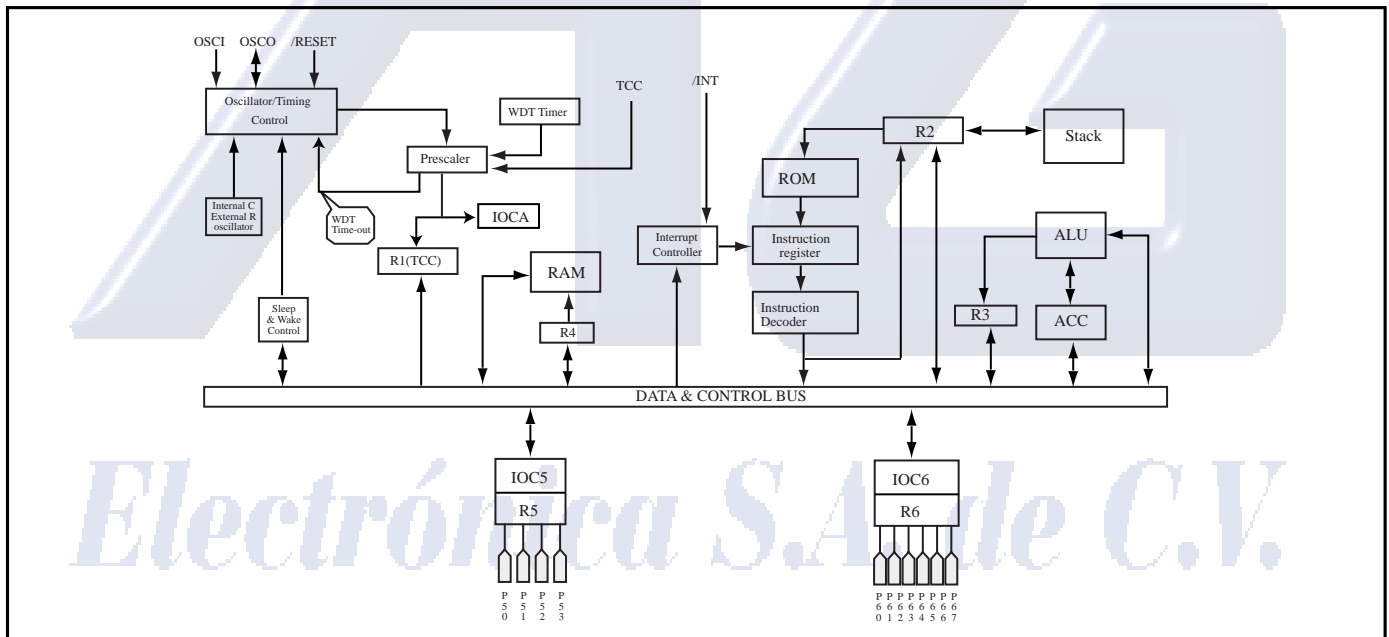 OSCI OSCO /RESET
Oscillator/Timing
Control
WDT Timer
TCC
/INT
Prescaler
R2
Stack
ROM
Internal C
External R
oscillator
WDT
Time-out
IOCA
R1(TCC)
Interrupt
Controller
Instruction
register
ALU
RAM
Sleep
& Wake
Control
R4
Instruction
Decoder
R3
ACC
DATA & CONTROL BUS
IOC5
R5
IOC6
R6
P50 P51 P52 P53
P60 P61 P62 P63 P64 P65 P66 P67
Electrónica S.A. de C.V.